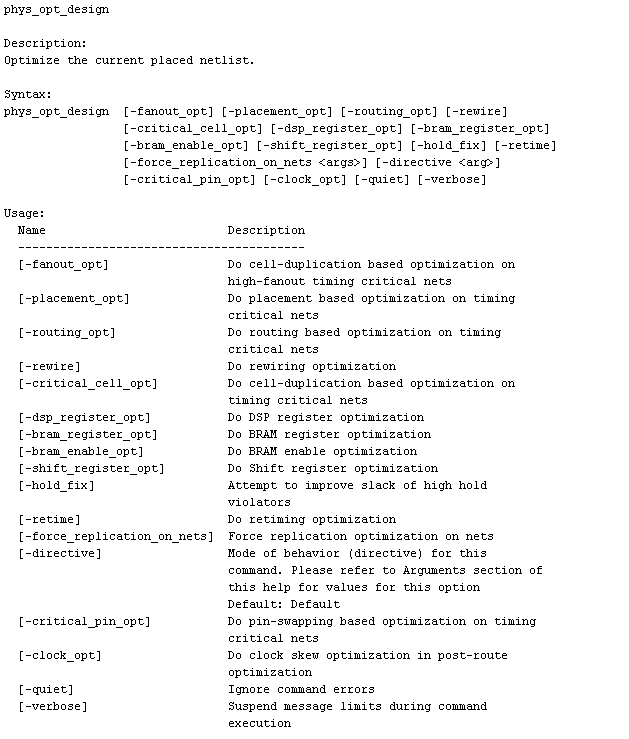 phys_opt_design
Description:
Optimize the current placed netlist.
Syntax:
phys_opt_design [-fanout_opt] [-placement_opt] [-routing_opt] [-rewire]
[-critical_cell_opt] [-dsp_register_opt] [-bram_register_opt]
[-bram_enable_opt] [-shift_register_opt] [-hold_fix] [-retime]
[-force_replication_on_nets <args>] [-directive <arg>]
[-critical_pin_opt] [-clock_opt] [-quiet] [-verbose]
Usage:
Name Description
-----------------------------------------
[-fanout_opt] Do cell-duplication based optimization on
high-fanout timing critical nets
[-placement_opt] Do placement based optimization on timing
critical nets
[-routing_opt] Do routing based optimization on timing
critical nets
[-rewire] Do rewiring optimization
[-critical_cell_opt] Do cell-duplication based optimization on
timing critical nets
[-dsp_register_opt] Do DSP register optimization
[-bram_register_opt] Do BRAM register optimization
[-bram_enable_opt] Do BRAM enable optimization
[-shift_register_opt] Do Shift register optimization
[-hold_fix] Attempt to improve slack of high hold
violators
[-retime] Do retiming optimization
[-force_replication_on_nets] Force replication optimization on nets
[-directive] Mode of behavior (directive) for this
command. Please refer to Arguments section of
this help for values for this option
Default: Default
[-critical_pin_opt] Do pin-swapping based optimization on timing
critical nets
[-clock_opt] Do clock skew optimization in post-route
optimization
[-quiet] Ignore command errors
[-verbose] Suspend message limits during command
execution